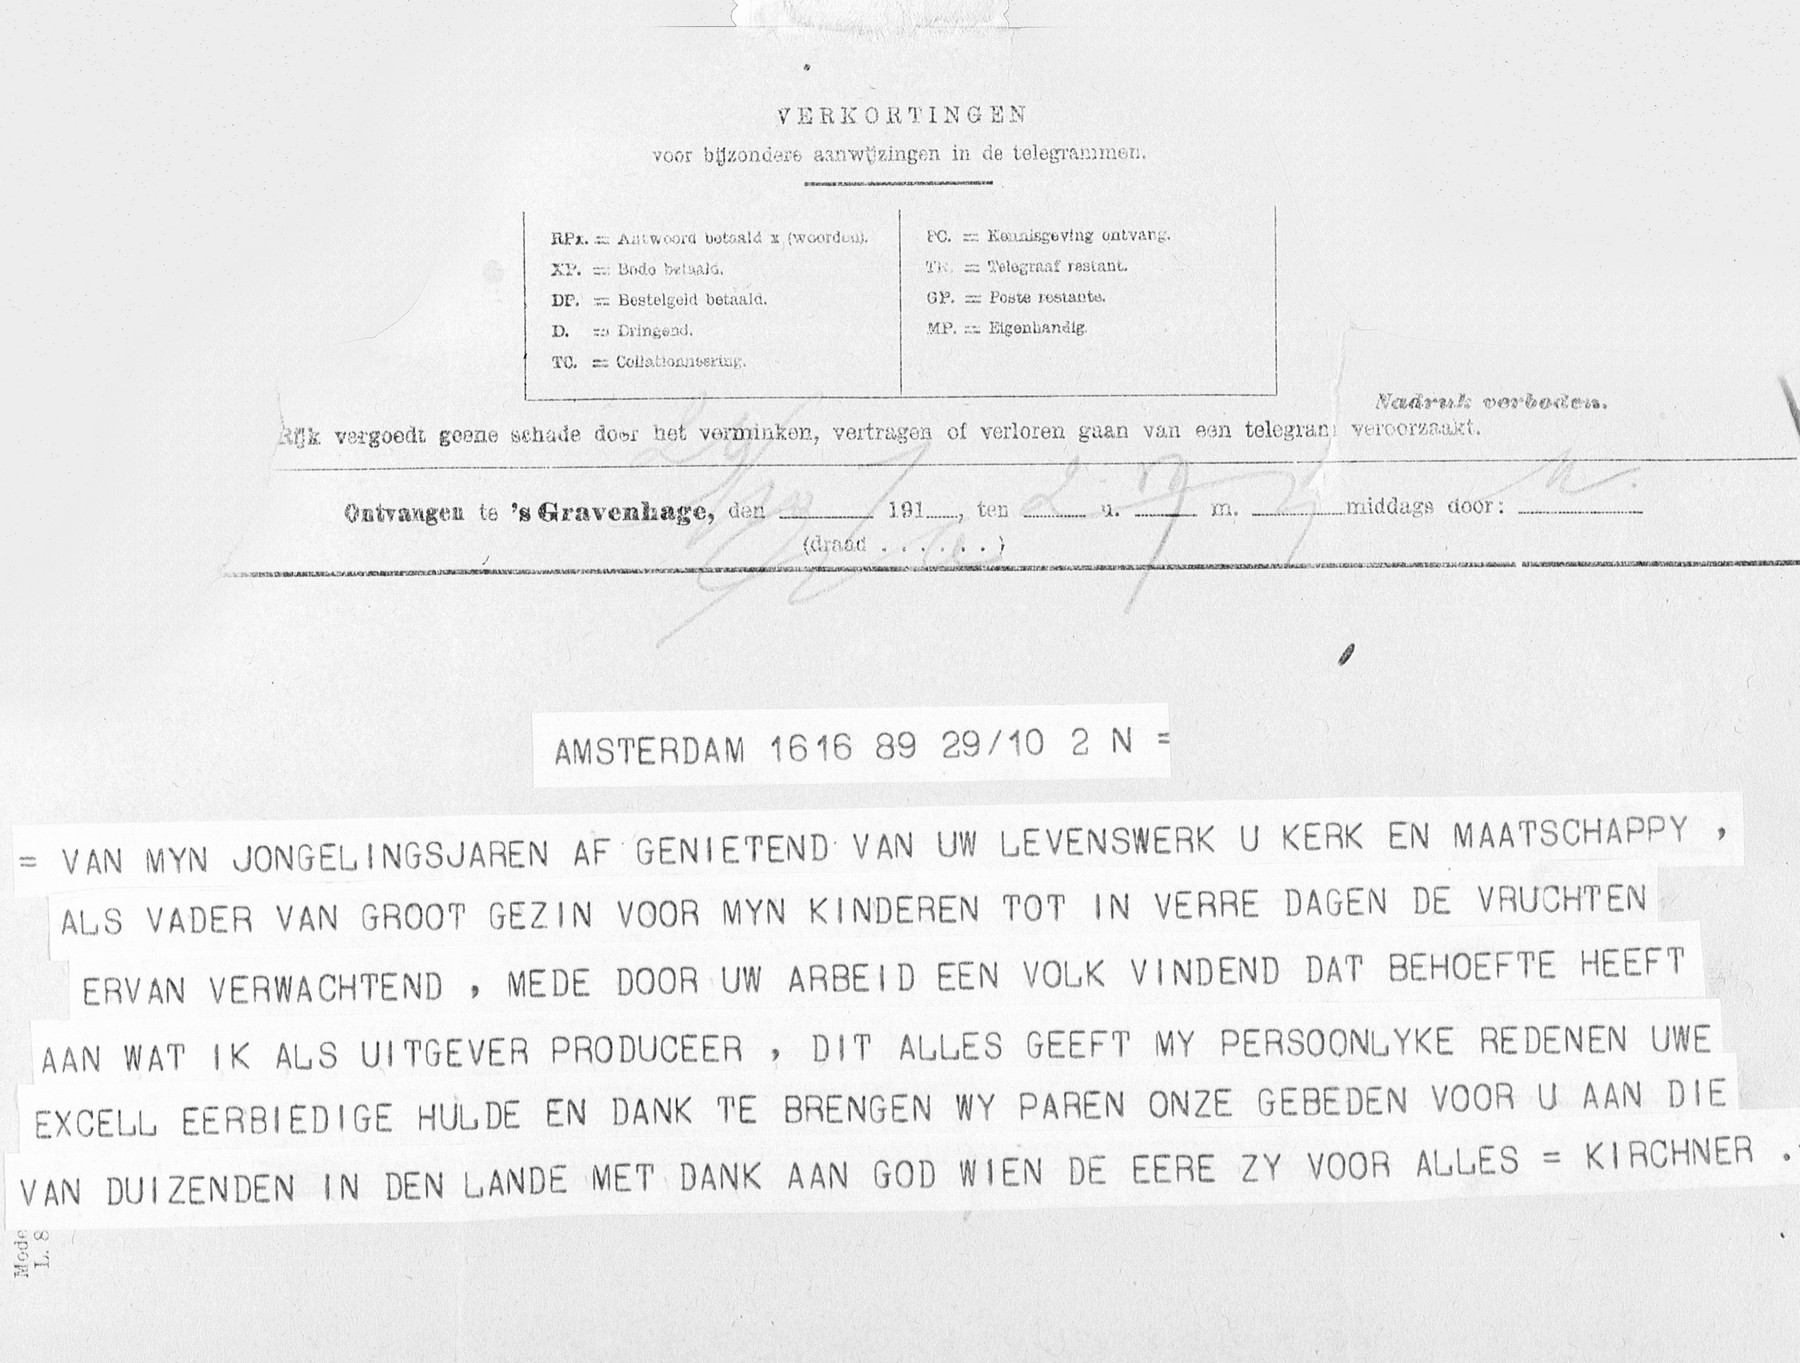 VERKORTINGEN
voor bijzondere aanwijzingen in de telegrammen.
RPx. = Antwoord betaald x (woorden).
XP. = Bode betaald.
DP. = Bestelgeld betaald.
D. = Dringend.
TC. = Collationneering.
PC. = Kennisgeving ontvang.
TR. = Telegraaf restant.
GP. = Poste restante.
MP. = Eigenhandig.
Nadruk verboden.
Rijk vergoedt geene schade door het verminken, vertragen of verloren gaan van een telegram veroorzaakt.
Ontvangen te 's Gravenhage, den 191 , ten 2 u. m. middags door:
(draad . . . . . . )
AMSTERDAM 1616 89 29/10 2 N =
= VAN MYN JONGELINGSJAREN AF GENIETEND VAN UW LEVENSWERK U KERK EN MAATSCHAPPY ,
ALS VADER VAN GROOT GEZIN VOOR MYN KINDEREN TOT IN VERRE DAGEN DE VRUCHTEN
ERVAN VERWACHTEND , MEDE DOOR UW ARBEID EEN VOLK VINDEND DAT BEHOEFTE HEEFT
AAN WAT IK ALS UITGEVER PRODUCEER , DIT ALLES GEEFT MY PERSOONLYKE REDENEN UWE
EXCELL EERBIEDIGE HULDE EN DANK TE BRENGEN WY PAREN ONZE GEBEDEN VOOR U AAN DIE
VAN DUIZENDEN IN DEN LANDE MET DANK AAN GOD WIEN DE EERE ZY VOOR ALLES = KIRCHNER .
Mode
L. 8